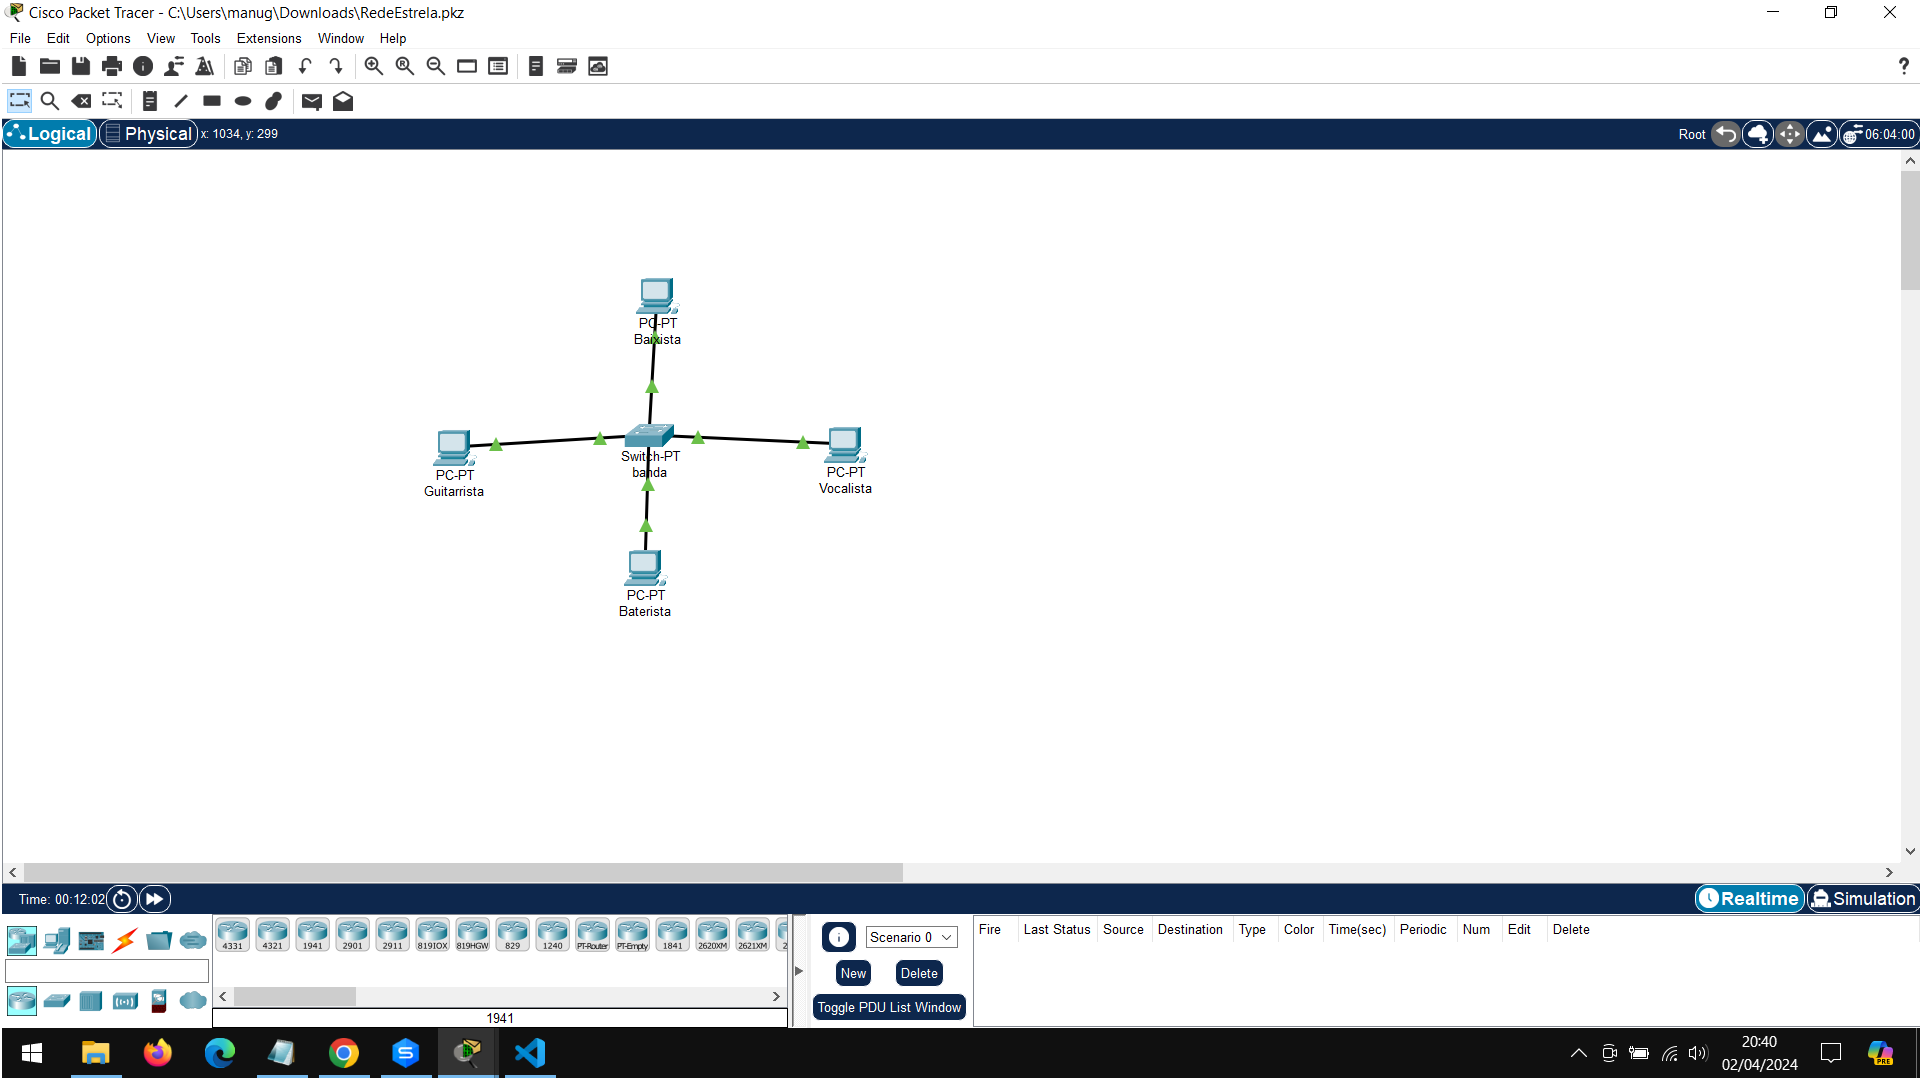 Cisco Packet Tracer - C:\Users\manug\Downloads\RedeEstrela.pkz
File Edit Options View Tools Extensions Window Help
?
Logical Physical x: 1034, y: 299 Root 06:04:00
PC-PT
Baixista
PC-PT
Guitarrista
Switch-PT
banda
PC-PT
Vocalista
PC-PT
Baterista
Time: 00:12:02 Realtime Simulation
4331 4321 1941 2901 2911 819IOX 819HGW 829 1240 PT-Router PT-Empty 1841 2620XM 2621XM 2
1941
Scenario 0
New Delete
Toggle PDU List Window
Fire Last Status Source Destination Type Color Time(sec) Periodic Num Edit Delete
20:40
02/04/2024
PRE